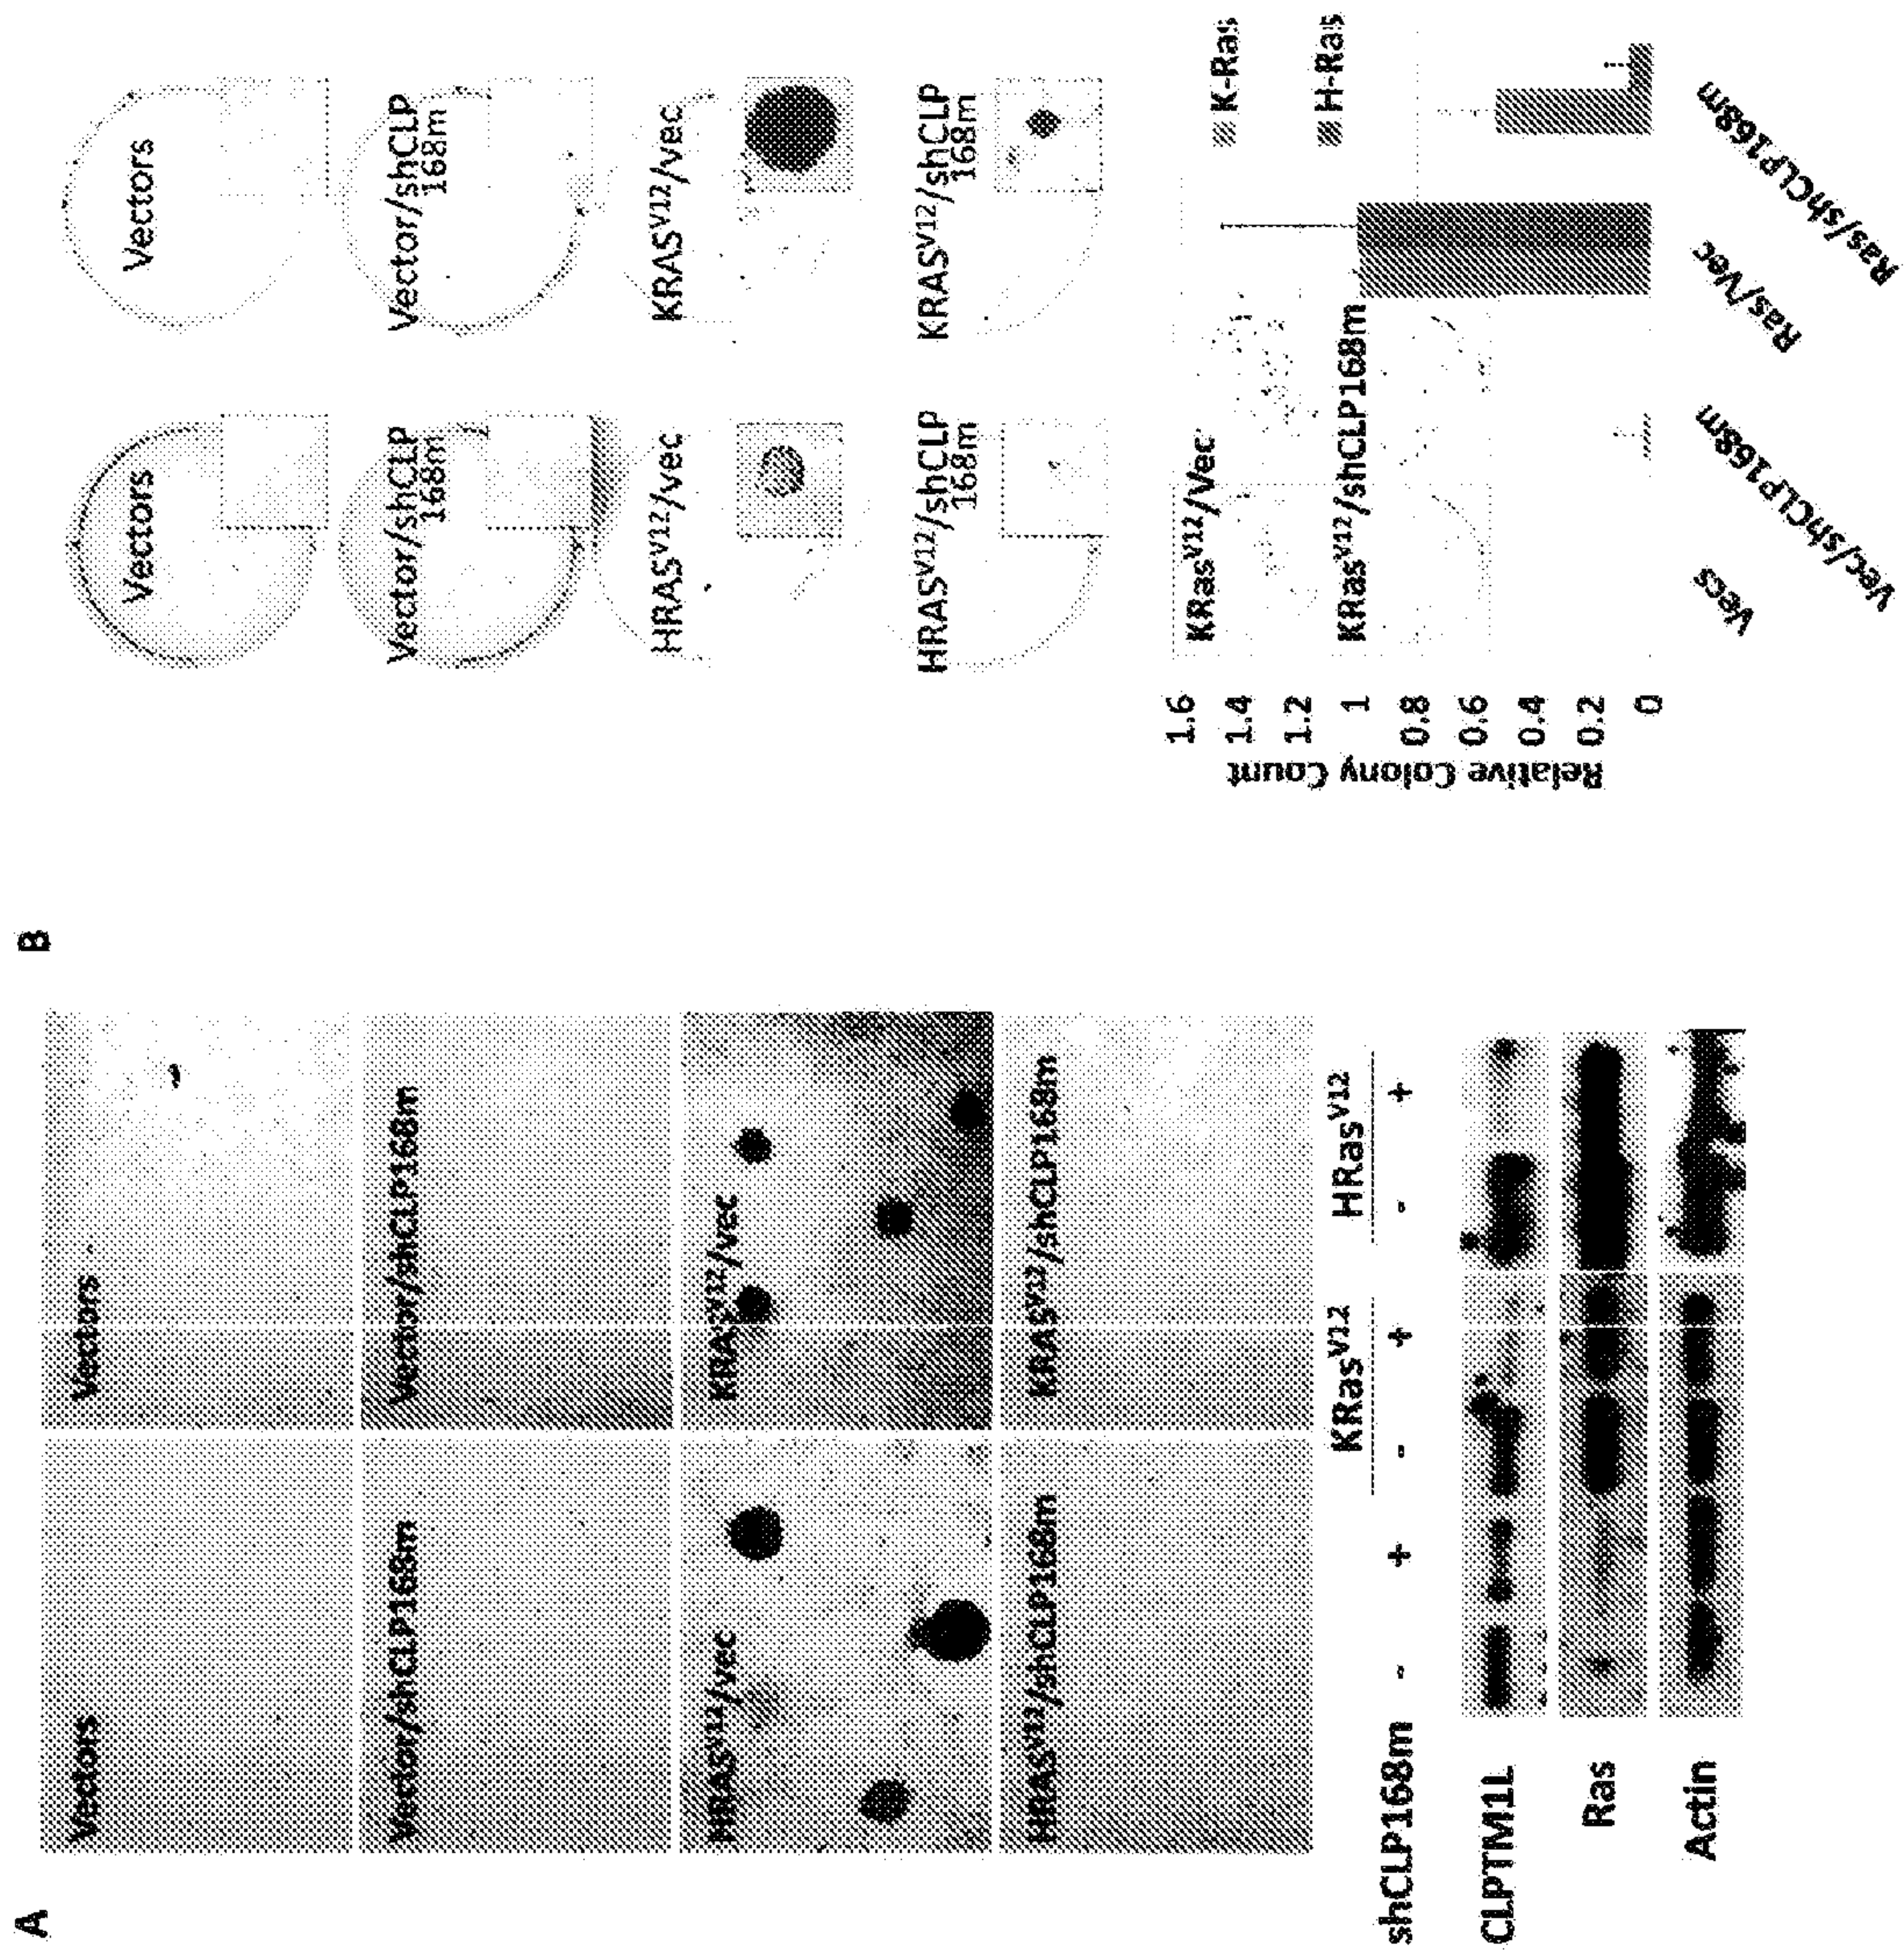 A
Vectors
Vectors
Vector/shCLP168m
Vector/shCLP168m
HRASV12/vec
KRASV12/vec
HRASV12/shCLP168m
KRASV12/shCLP168m
KRasV12
HRasV12
shCLP168m - + - + - +
CLPTM1L
Ras
Actin
B
Vectors
Vectors
Vector/shCLP
168m
Vector/shCLP
168m
HRASV12/vec
KRASV12/vec
HRASV12/shCLP
168m
KRASV12/shCLP
168m
Relative Colony Count
1.6
1.4
1.2
1
0.8
0.6
0.4
0.2
0
KRasV12/Vec
KRasV12/shCLP168m
K-Ras
H-Ras
Vecs
Vec/shCLP168m
Ras/Vec
Ras/shCLP168m